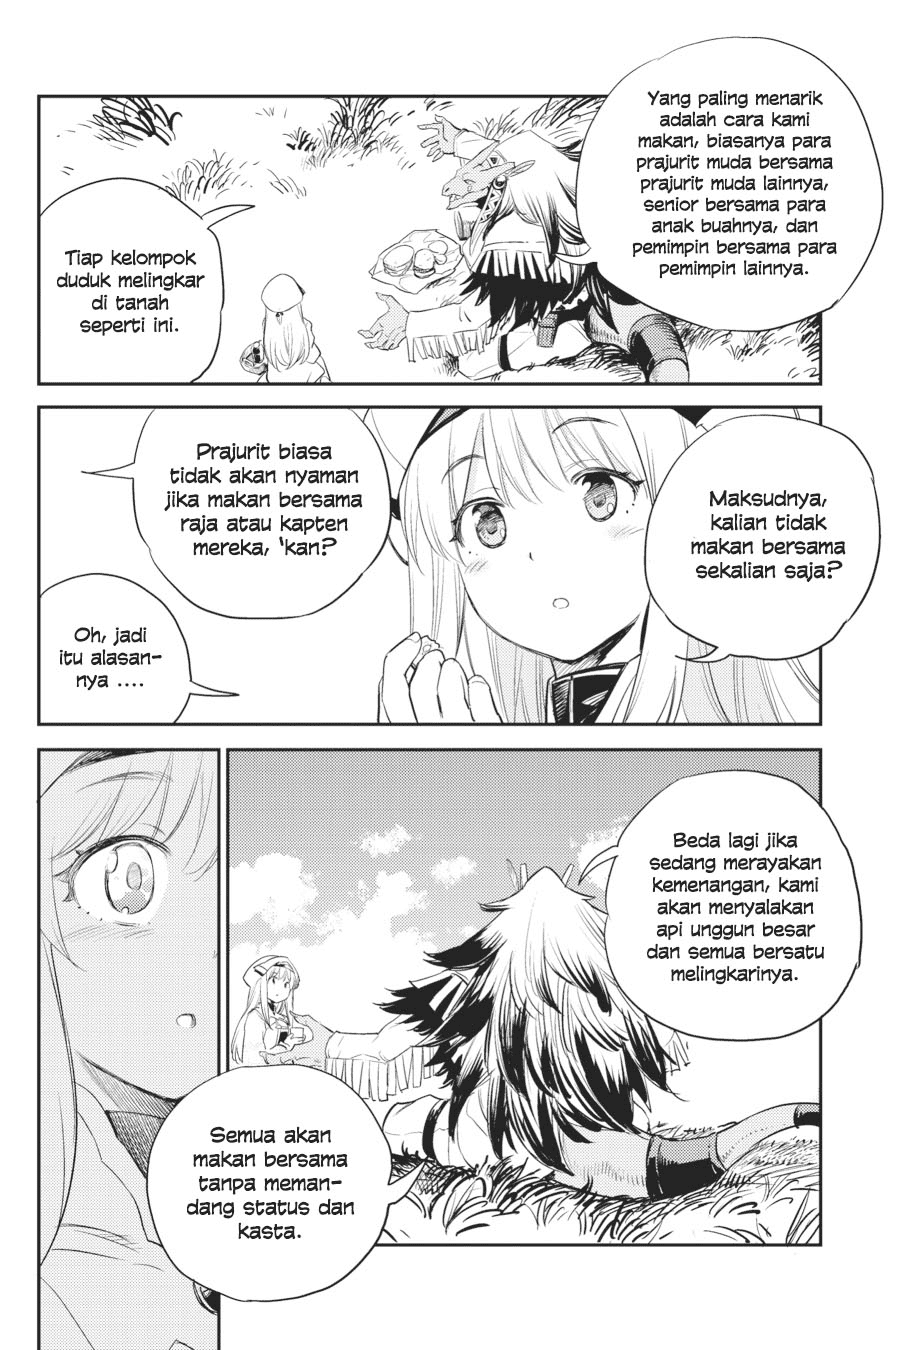 Yang paling menarik
adalah cara kami
makan, biasanya para
prajurit muda bersama
prajurit muda lainnya,
senior bersama para
anak buahnya, dan
pemimpin bersama para
pemimpin lainnya.
Tiap kelompok
duduk melingkar
di tanah
seperti ini.
Maksudnya,
kalian tidak
makan bersama
sekalian saja?
Prajurit biasa
tidak akan nyaman
jika makan bersama
raja atau kapten
mereka, 'kan?
Oh, jadi
itu alasan-
nya ....
Beda lagi jika
sedang merayakan
kemenangan, kami
akan menyalakan
api unggun besar
dan semua bersatu
melingkarinya.
Semua akan
makan bersama
tanpa meman-
dang status dan
kasta.